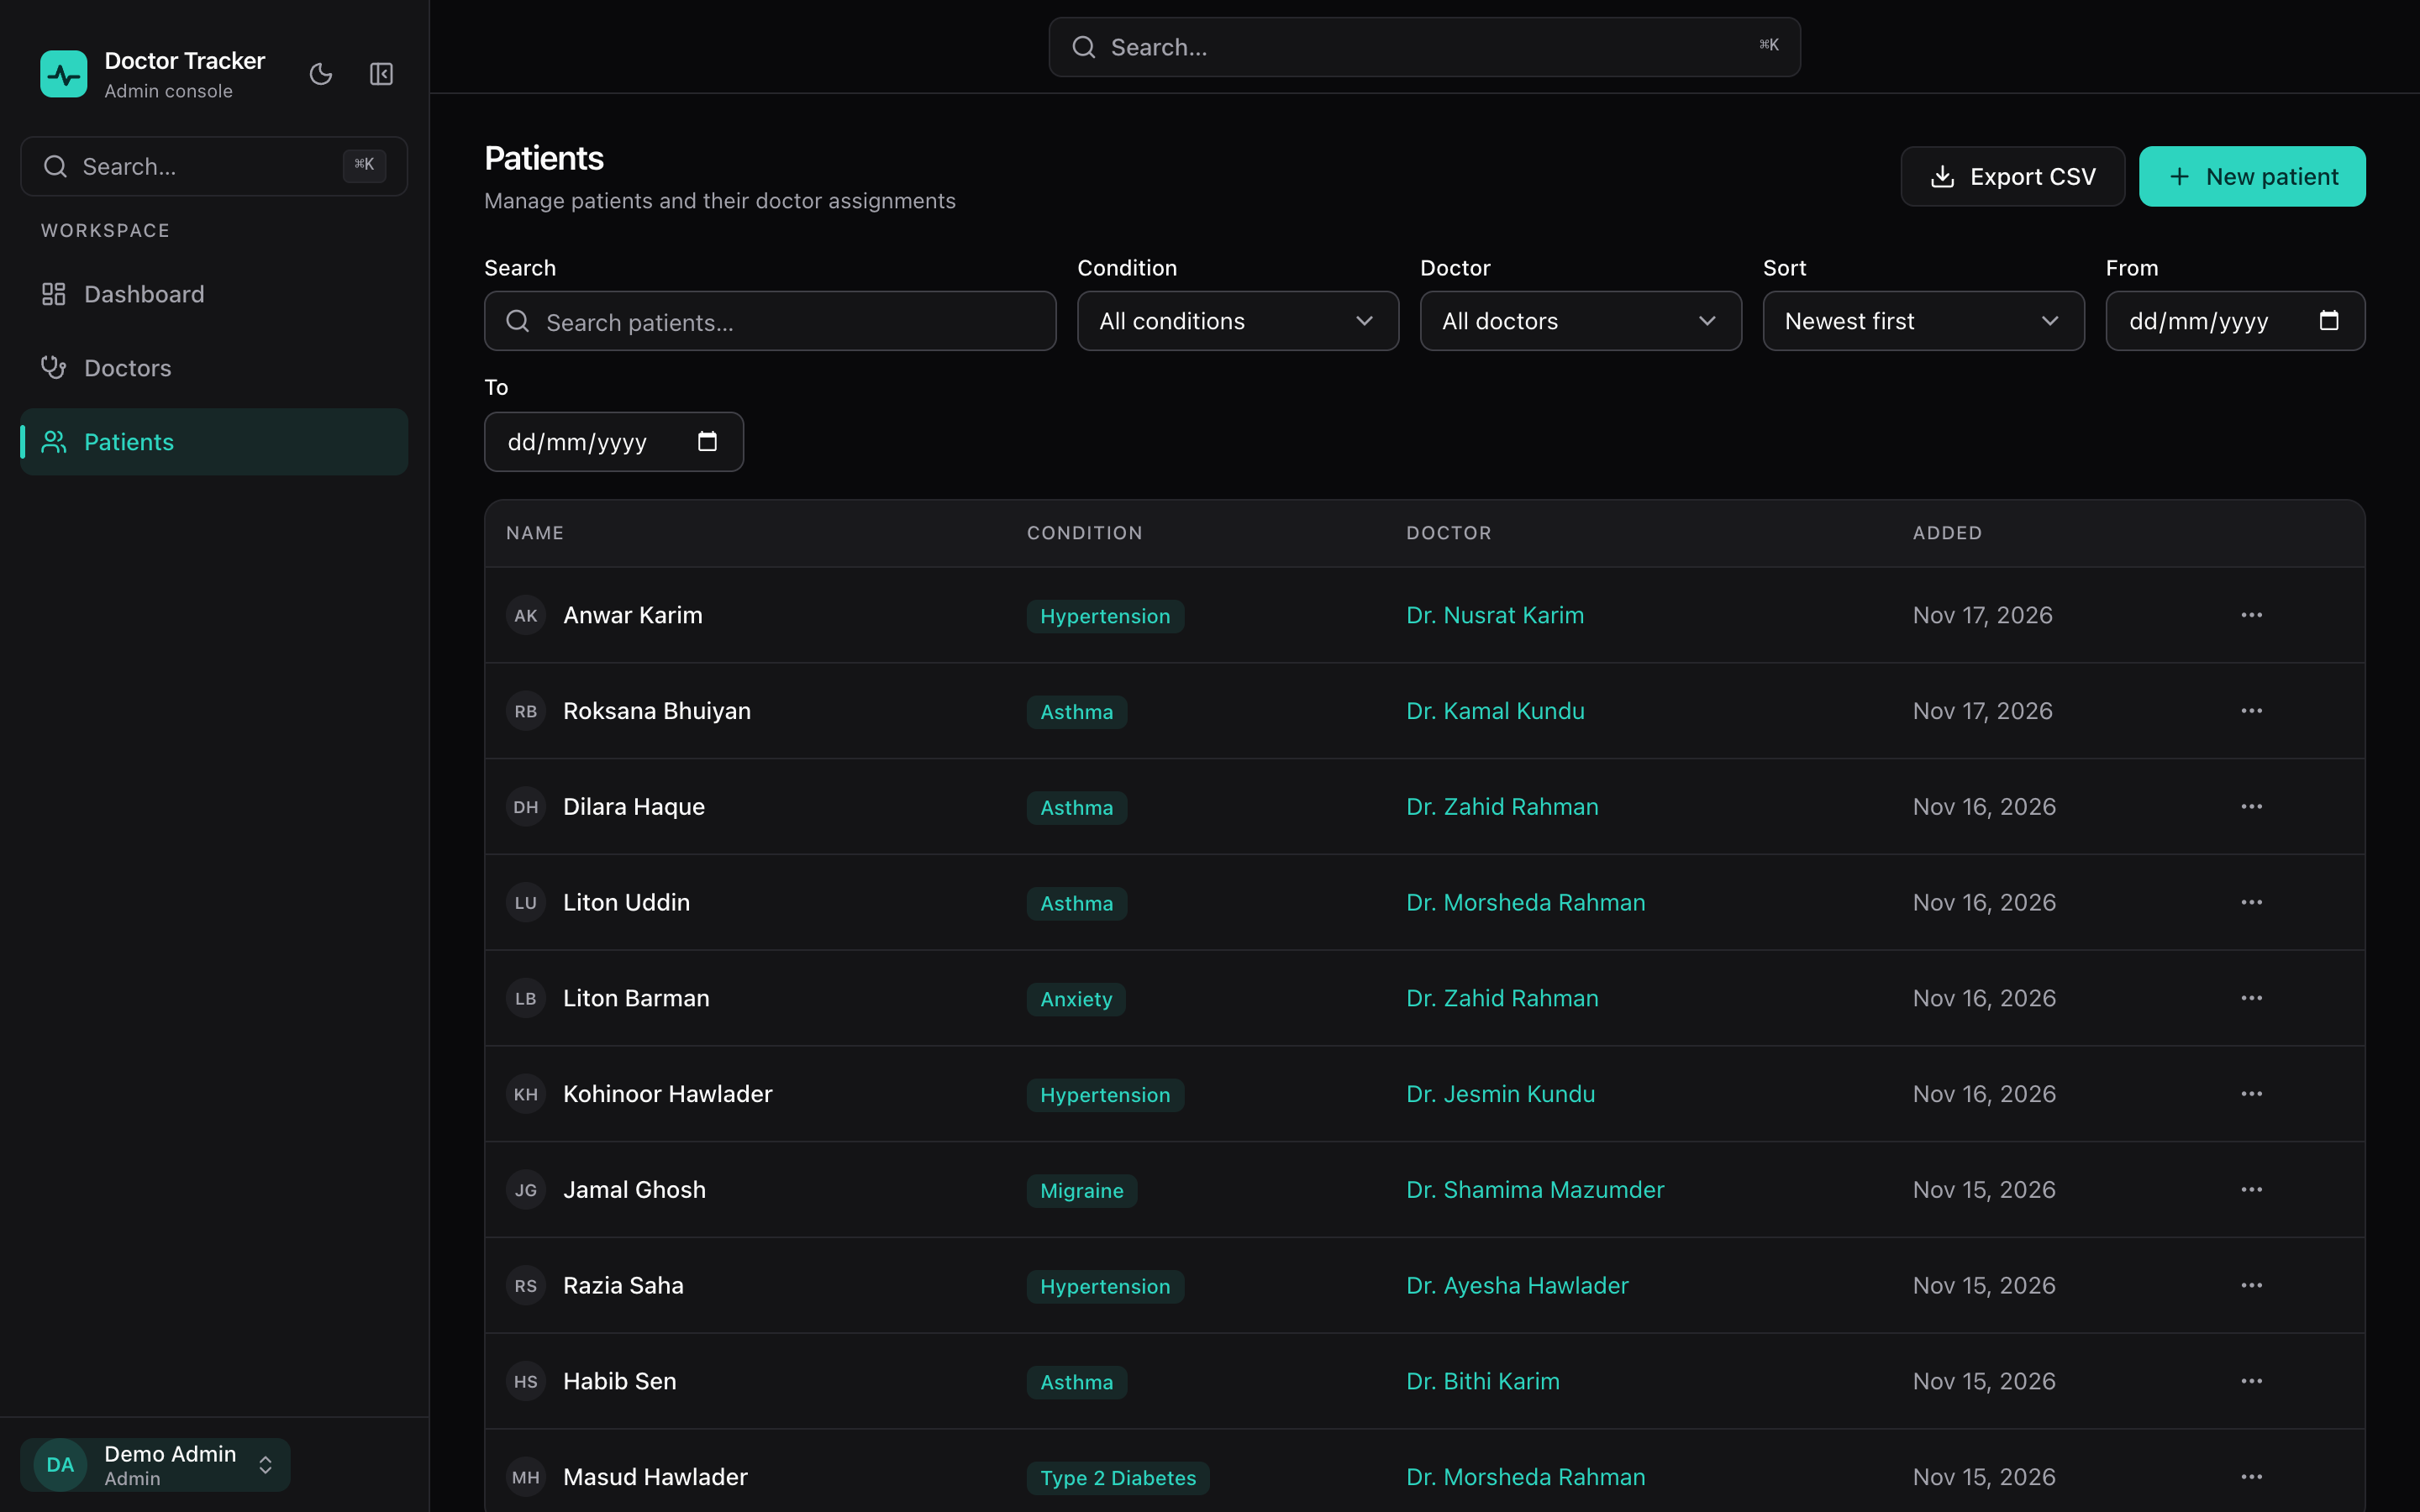 Doctor Tracker
Admin console
Search...
⌘K
WORKSPACE
Dashboard
Doctors
Patients
DA
Demo Admin
Admin
Search...
⌘K
Patients
Manage patients and their doctor assignments
Export CSV
New patient
Search
Search patients...
Condition
All conditions
Doctor
All doctors
Sort
Newest first
From
dd/mm/yyyy
To
dd/mm/yyyy
NAME CONDITION DOCTOR ADDED
AK Anwar Karim Hypertension Dr. Nusrat Karim Nov 17, 2026
RB Roksana Bhuiyan Asthma Dr. Kamal Kundu Nov 17, 2026
DH Dilara Haque Asthma Dr. Zahid Rahman Nov 16, 2026
LU Liton Uddin Asthma Dr. Morsheda Rahman Nov 16, 2026
LB Liton Barman Anxiety Dr. Zahid Rahman Nov 16, 2026
KH Kohinoor Hawlader Hypertension Dr. Jesmin Kundu Nov 16, 2026
JG Jamal Ghosh Migraine Dr. Shamima Mazumder Nov 15, 2026
RS Razia Saha Hypertension Dr. Ayesha Hawlader Nov 15, 2026
HS Habib Sen Asthma Dr. Bithi Karim Nov 15, 2026
MH Masud Hawlader Type 2 Diabetes Dr. Morsheda Rahman Nov 15, 2026